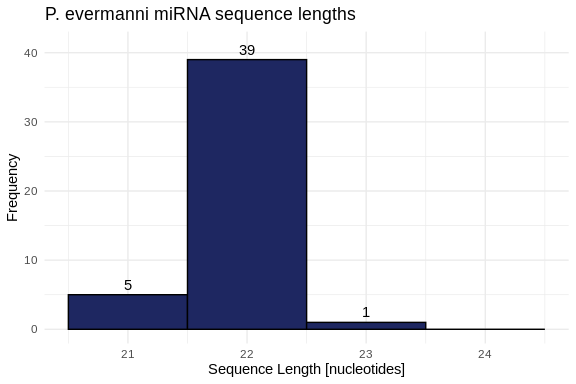 P. evermanni miRNA sequence lengths
40
30
20
10
0
39
5
1
21 22 23 24
Frequency
Sequence Length [nucleotides]